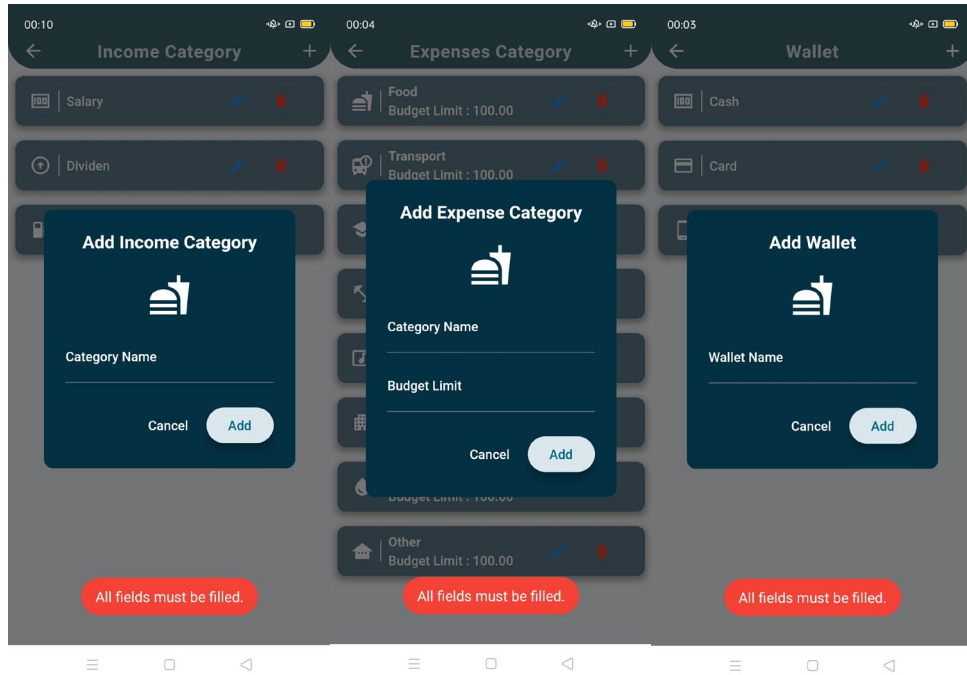 00:10
Income Category
Salary
Dividen
Add Income Category
Category Name
Cancel
Add
All fields must be filled.
00:04
Expenses Category
Food
Budget Limit : 100.00
Transport
Budget Limit : 100.00
Add Expense Category
Category Name
Budget Limit
Cancel
Add
Budget Limit : 100.00
Other
Budget Limit : 100.00
All fields must be filled.
00:03
Wallet
Cash
Card
Add Wallet
Wallet Name
Cancel
Add
All fields must be filled.